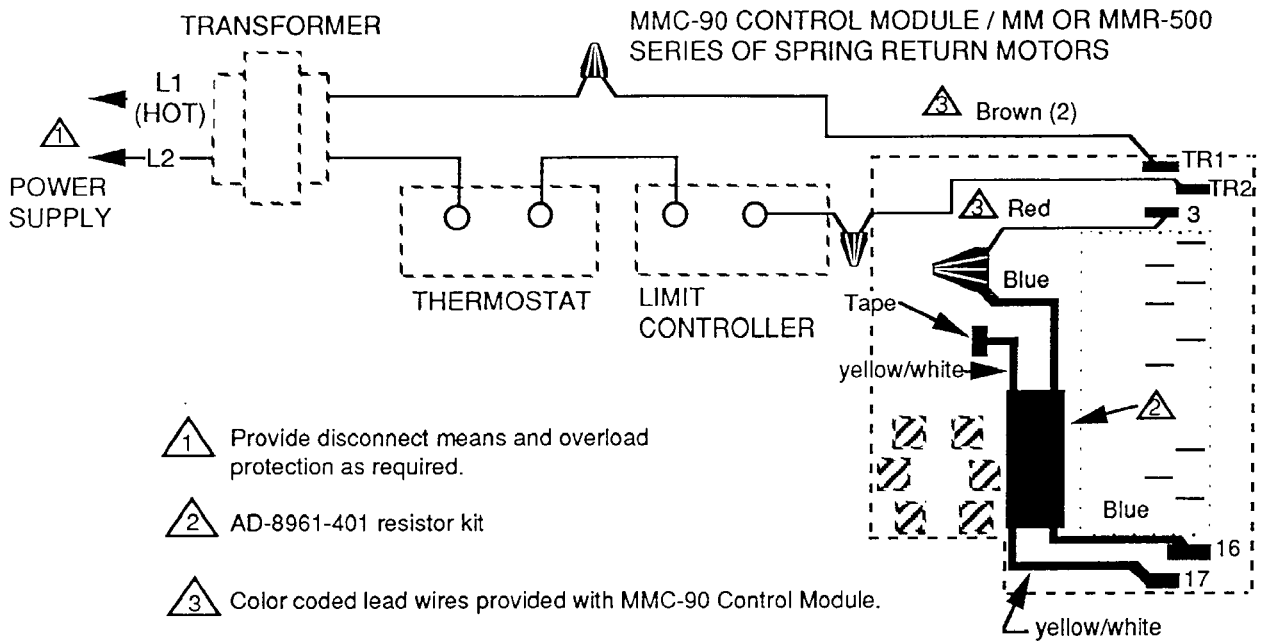 TRANSFORMER
MMC-90 CONTROL MODULE / MM OR MMR-500
SERIES OF SPRING RETURN MOTORS
L1
(HOT)
1
L2
POWER
SUPPLY
3
Brown (2)
TR1
TR2
3
Red
3
THERMOSTAT
LIMIT
CONTROLLER
Blue
Tape
yellow/white
2
1
Provide disconnect means and overload
protection as required.
2
AD-8961-401 resistor kit
Blue
16
17
3
Color coded lead wires provided with MMC-90 Control Module.
yellow/white